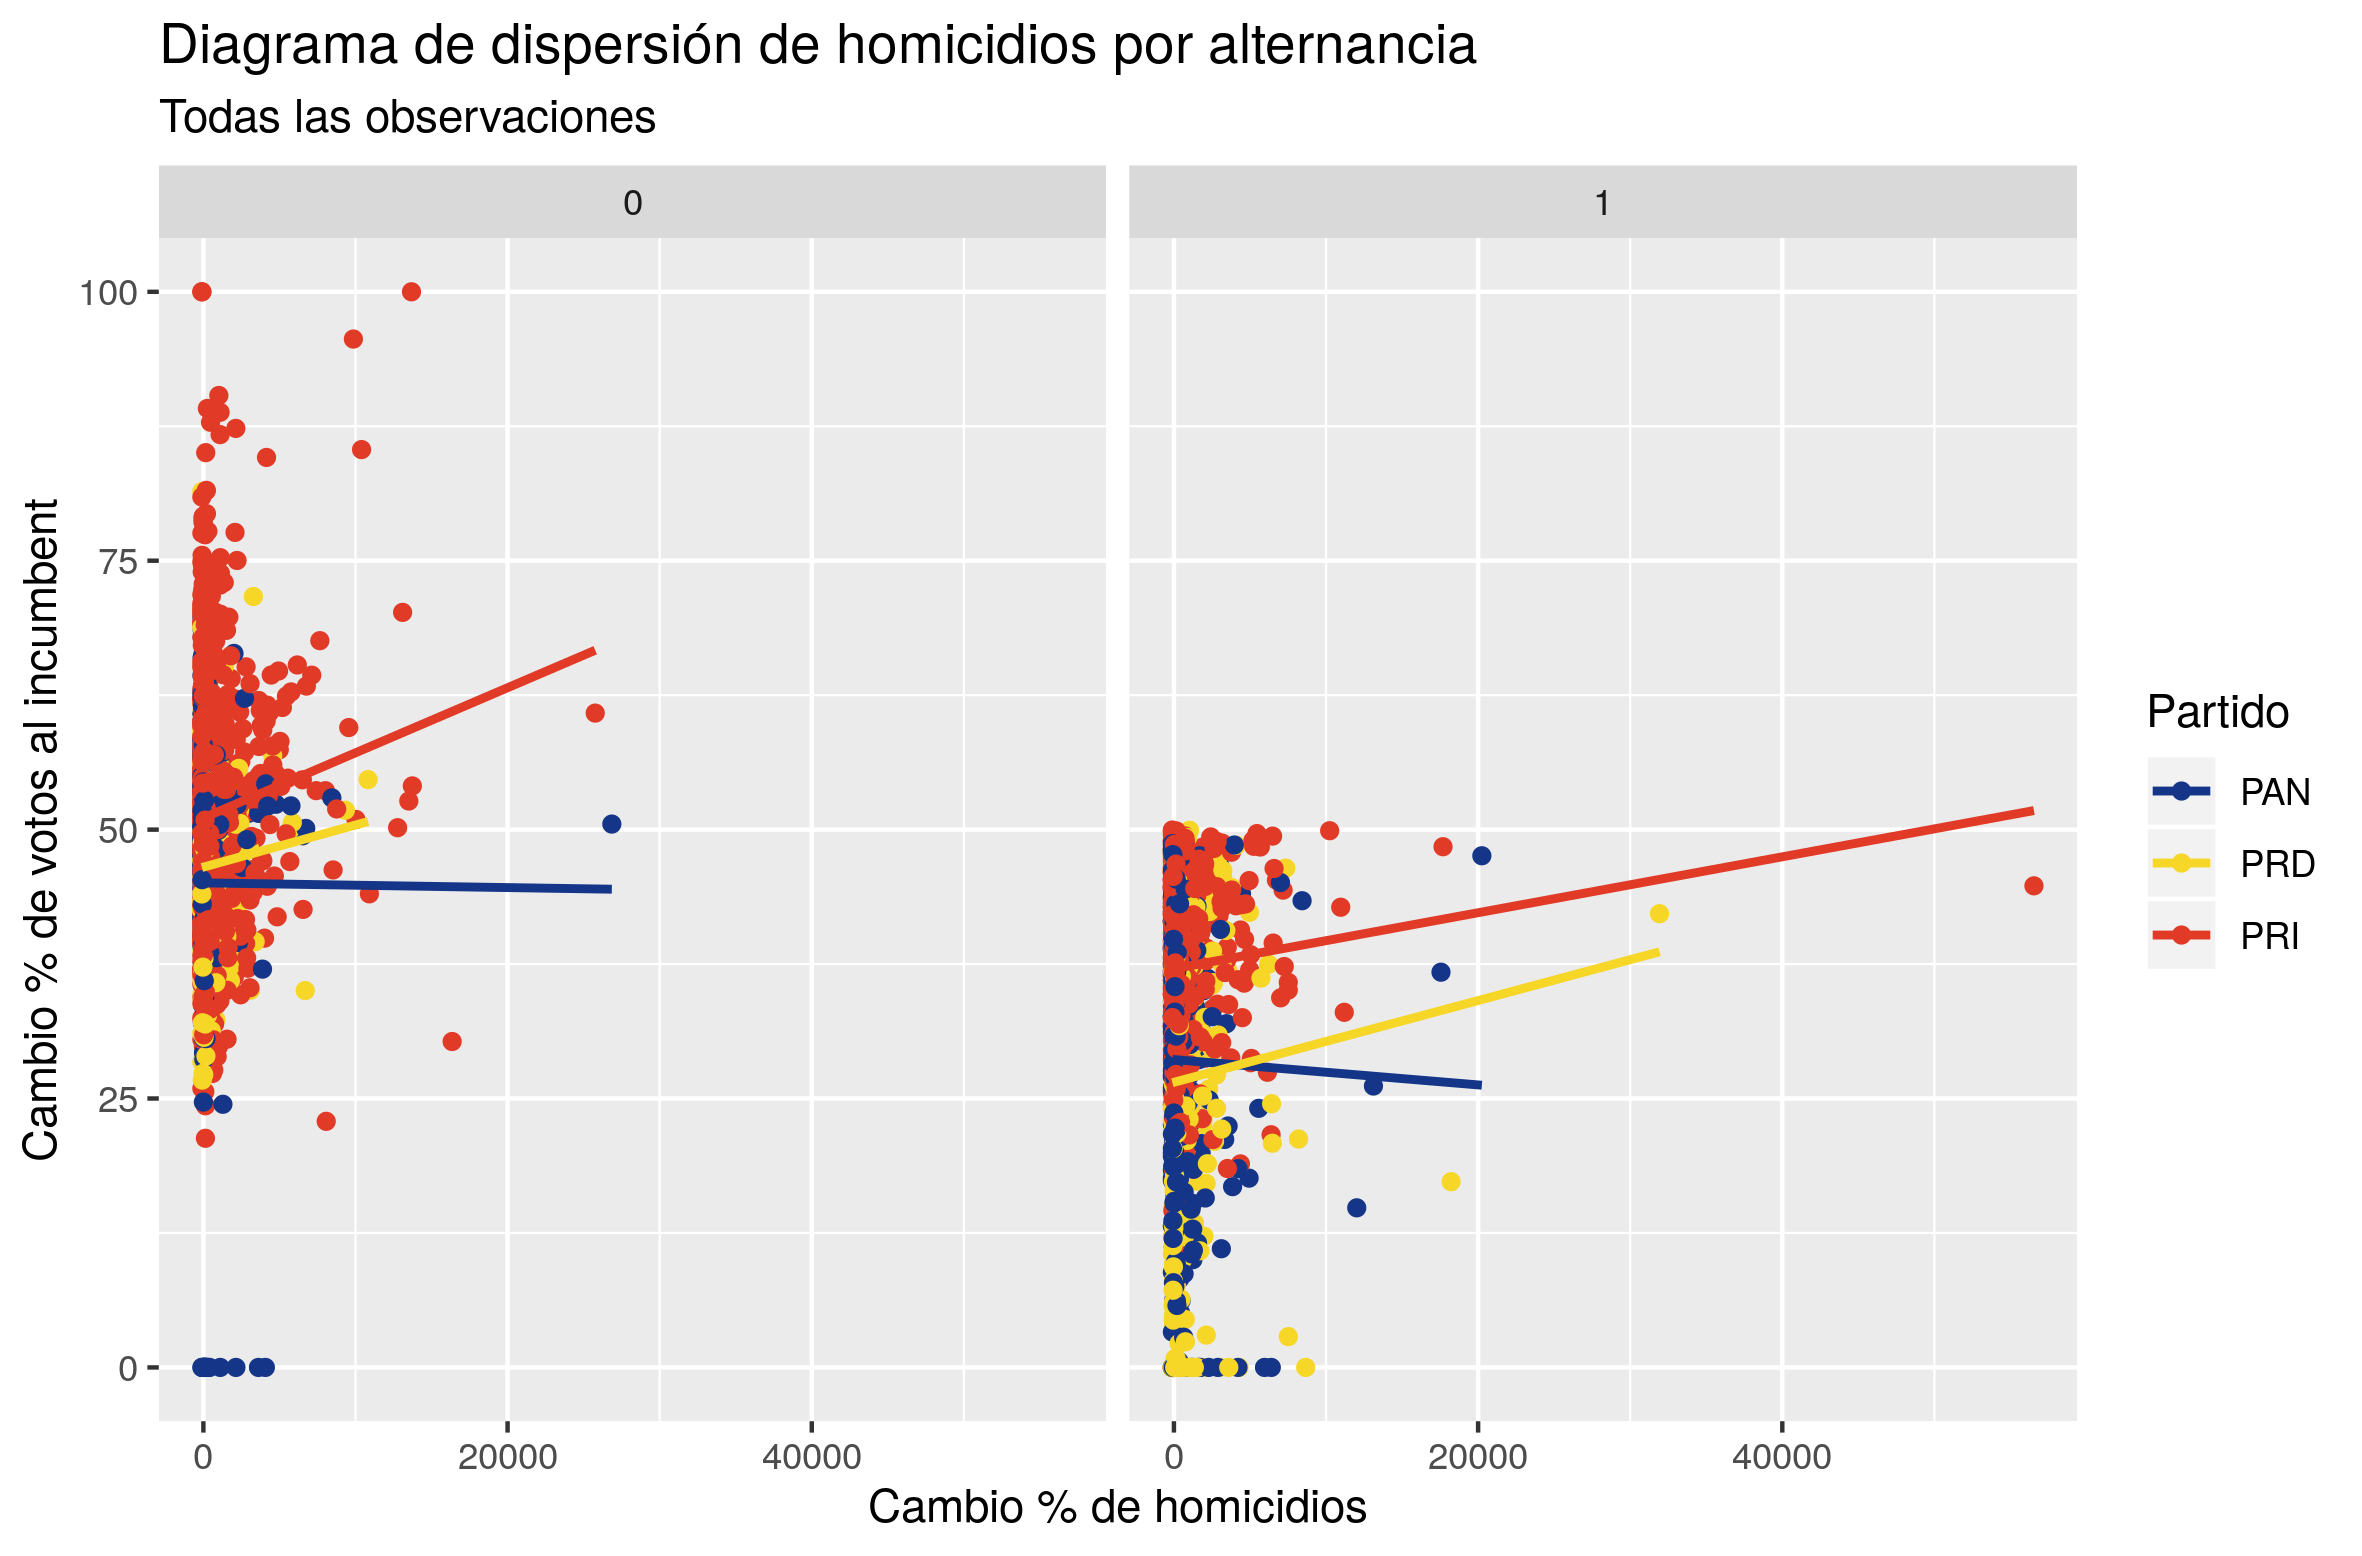 Diagrama de dispersión de homicidios por alternancia
Todas las observaciones
0
1
100
75
50
25
0
Cambio % de votos al incumbent
0
20000
40000
0
20000
40000
Cambio % de homicidios
Partido
PAN
PRD
PRI